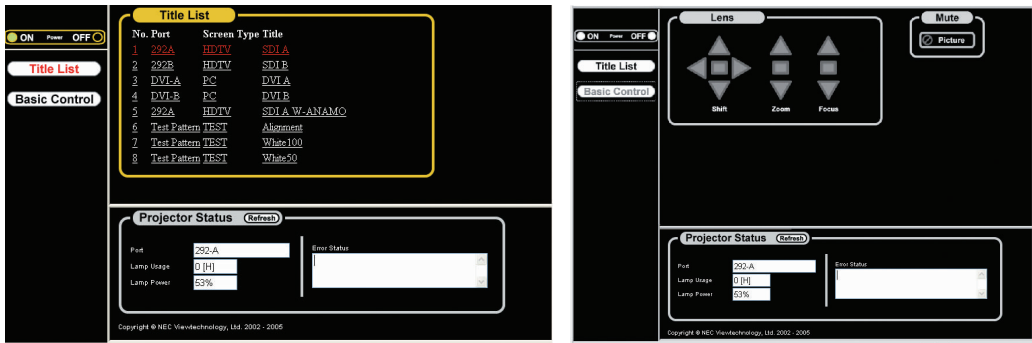 Title List
ON Power OFF
Title List
Basic Control
No. Port Screen Type Title
1 292A HDTV SDI A
2 292B HDTV SDI B
3 DVI-A PC DVI A
4 DVI-B PC DVI B
5 292A HDTV SDI A W-ANAMO
6 Test Pattern TEST Alignment
7 Test Pattern TEST White100
8 Test Pattern TEST White50
Projector Status Refresh
Port 292-A
Lamp Usage 0 [H]
Lamp Power 53%
Error Status
Copyright © NEC Viewtechnology, Ltd. 2002 - 2005
Lens
Mute
ON Power OFF
Picture
Title List
Basic Control
Shift Zoom Focus
Projector Status Refresh
Port 292-A
Lamp Usage 0 [H]
Lamp Power 53%
Error Status
Copyright © NEC Viewtechnology, Ltd. 2002 - 2005